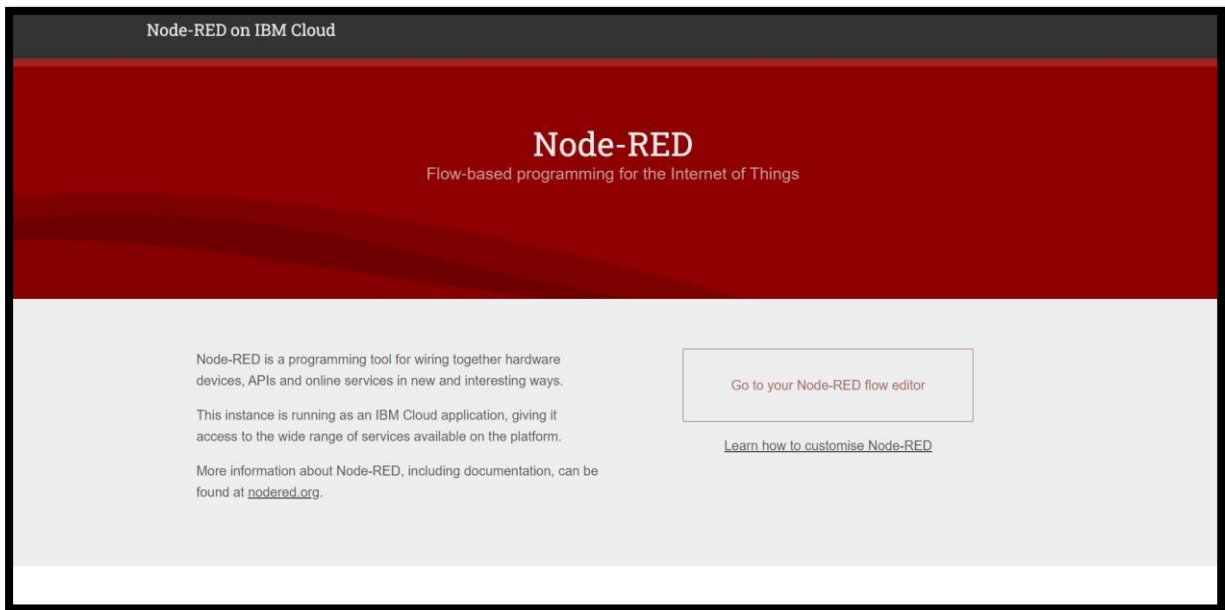 Node-RED on IBM Cloud
Node-RED
Flow-based programming for the Internet of Things
Node-RED is a programming tool for wiring together hardware
devices, APIs and online services in new and interesting ways.
This instance is running as an IBM Cloud application, giving it
access to the wide range of services available on the platform.
More information about Node-RED, including documentation, can be
found at nodered.org.
Go to your Node-RED flow editor
Learn how to customise Node-RED